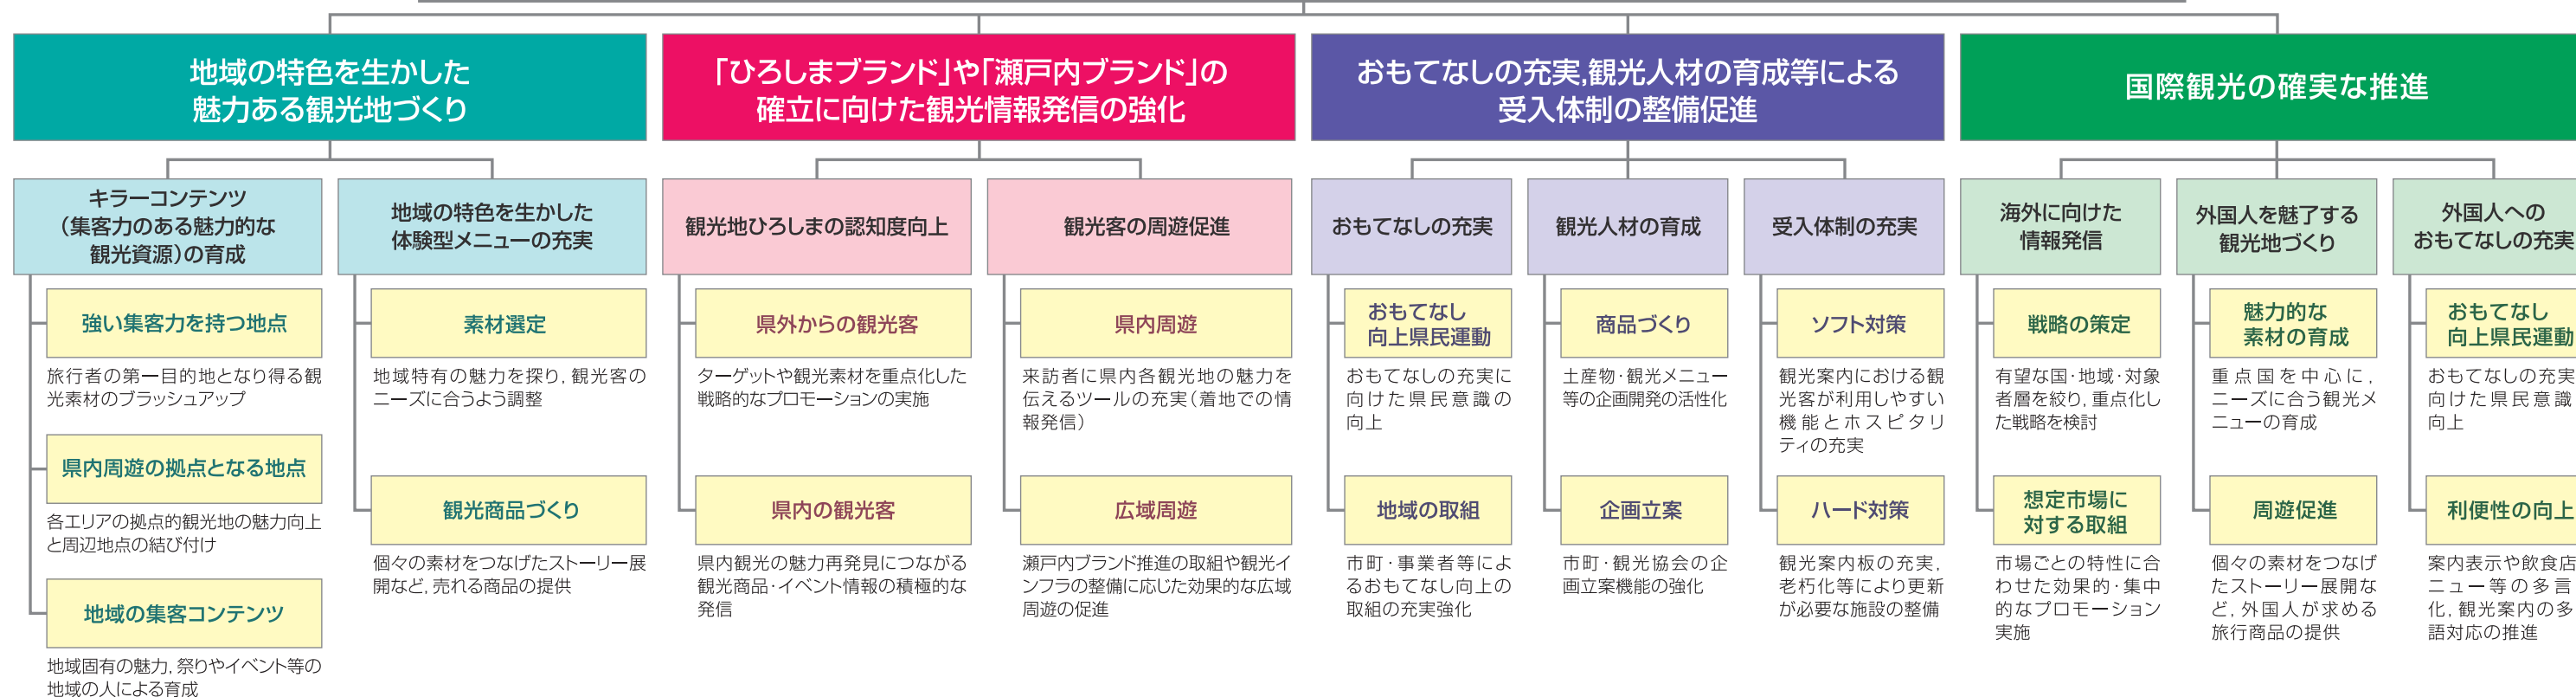 地域の特色を生かした
魅力ある観光地づくり
キラーコンテンツ
（集客力のある魅力的な
観光資源）の育成
強い集客力を持つ地点
旅行者の第一目的地となり得る観
光素材のブラッシュアップ
県内周遊の拠点となる地点
各エリアの拠点的観光地の魅力向上
と周辺地点の結び付け
地域の集客コンテンツ
地域固有の魅力，祭りやイベント等の
地域の人による育成
地域の特色を生かした
体験型メニューの充実
素材選定
地域特有の魅力を探り，観光客の
ニーズに合うよう調整
観光商品づくり
個々の素材をつなげたストーリー展
開など，売れる商品の提供
「ひろしまブランド」や「瀬戸内ブランド」の
確立に向けた観光情報発信の強化
観光地ひろしまの認知度向上
県外からの観光客
ターゲットや観光素材を重点化した
戦略的なプロモーションの実施
県内の観光客
県内観光の魅力再発見につながる
観光商品・イベント情報の積極的な
発信
観光客の周遊促進
県内周遊
来訪者に県内各観光地の魅力を
伝えるツールの充実（着地での情
報発信）
広域周遊
瀬戸内ブランド推進の取組や観光イ
ンフラの整備に応じた効果的な広域
周遊の促進
おもてなしの充実，観光人材の育成等による
受入体制の整備促進
おもてなしの充実
おもてなし
向上県民運動
おもてなしの充実に
向けた県民意識の
向上
地域の取組
市町・事業者等によ
るおもてなし向上の
取組の充実強化
観光人材の育成
商品づくり
土産物・観光メニュー
等の企画開発の活性化
企画立案
市町・観光協会の企
画立案機能の強化
受入体制の充実
ソフト対策
観光案内における観
光客が利用しやすい
機能とホスピタリ
ティの充実
ハード対策
観光案内板の充実，
老朽化等により更新
が必要な施設の整備
国際観光の確実な推進
海外に向けた
情報発信
戦略の策定
有望な国・地域・対象
者層を絞り，重点化し
た戦略を検討
想定市場に
対する取組
市場ごとの特性に合
わせた効果的・集中
的なプロモーション
実施
外国人を魅了する
観光地づくり
魅力的な
素材の育成
重点国を中心に，
ニーズに合う観光メ
ニューの育成
周遊促進
個々の素材をつなげ
たストーリー展開な
ど，外国人が求める
旅行商品の提供
外国人への
おもてなしの充実
おもてなし
向上県民運動
おもてなしの充実
向けた県民意識
向上
利便性の向上
案内表示や飲食店
ニュー等の多言
化，観光案内の多
語対応の推進